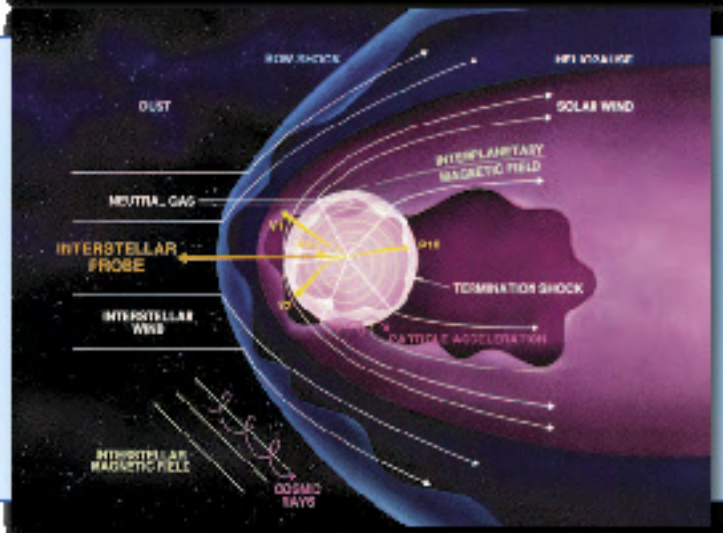 BOW SHOCK
HELIOPAUSE
DUST
SOLAR WIND
INTERPLANETARY
MAGNETIC FIELD
NEUTRAL GAS
V1
P10
INTERSTELLAR
PROBE
TERMINATION SHOCK
V2
INTERSTELLAR
WIND
PARTICLE ACCELERATION
INTERSTELLAR
MAGNETIC FIELD
COSMIC
RAYS